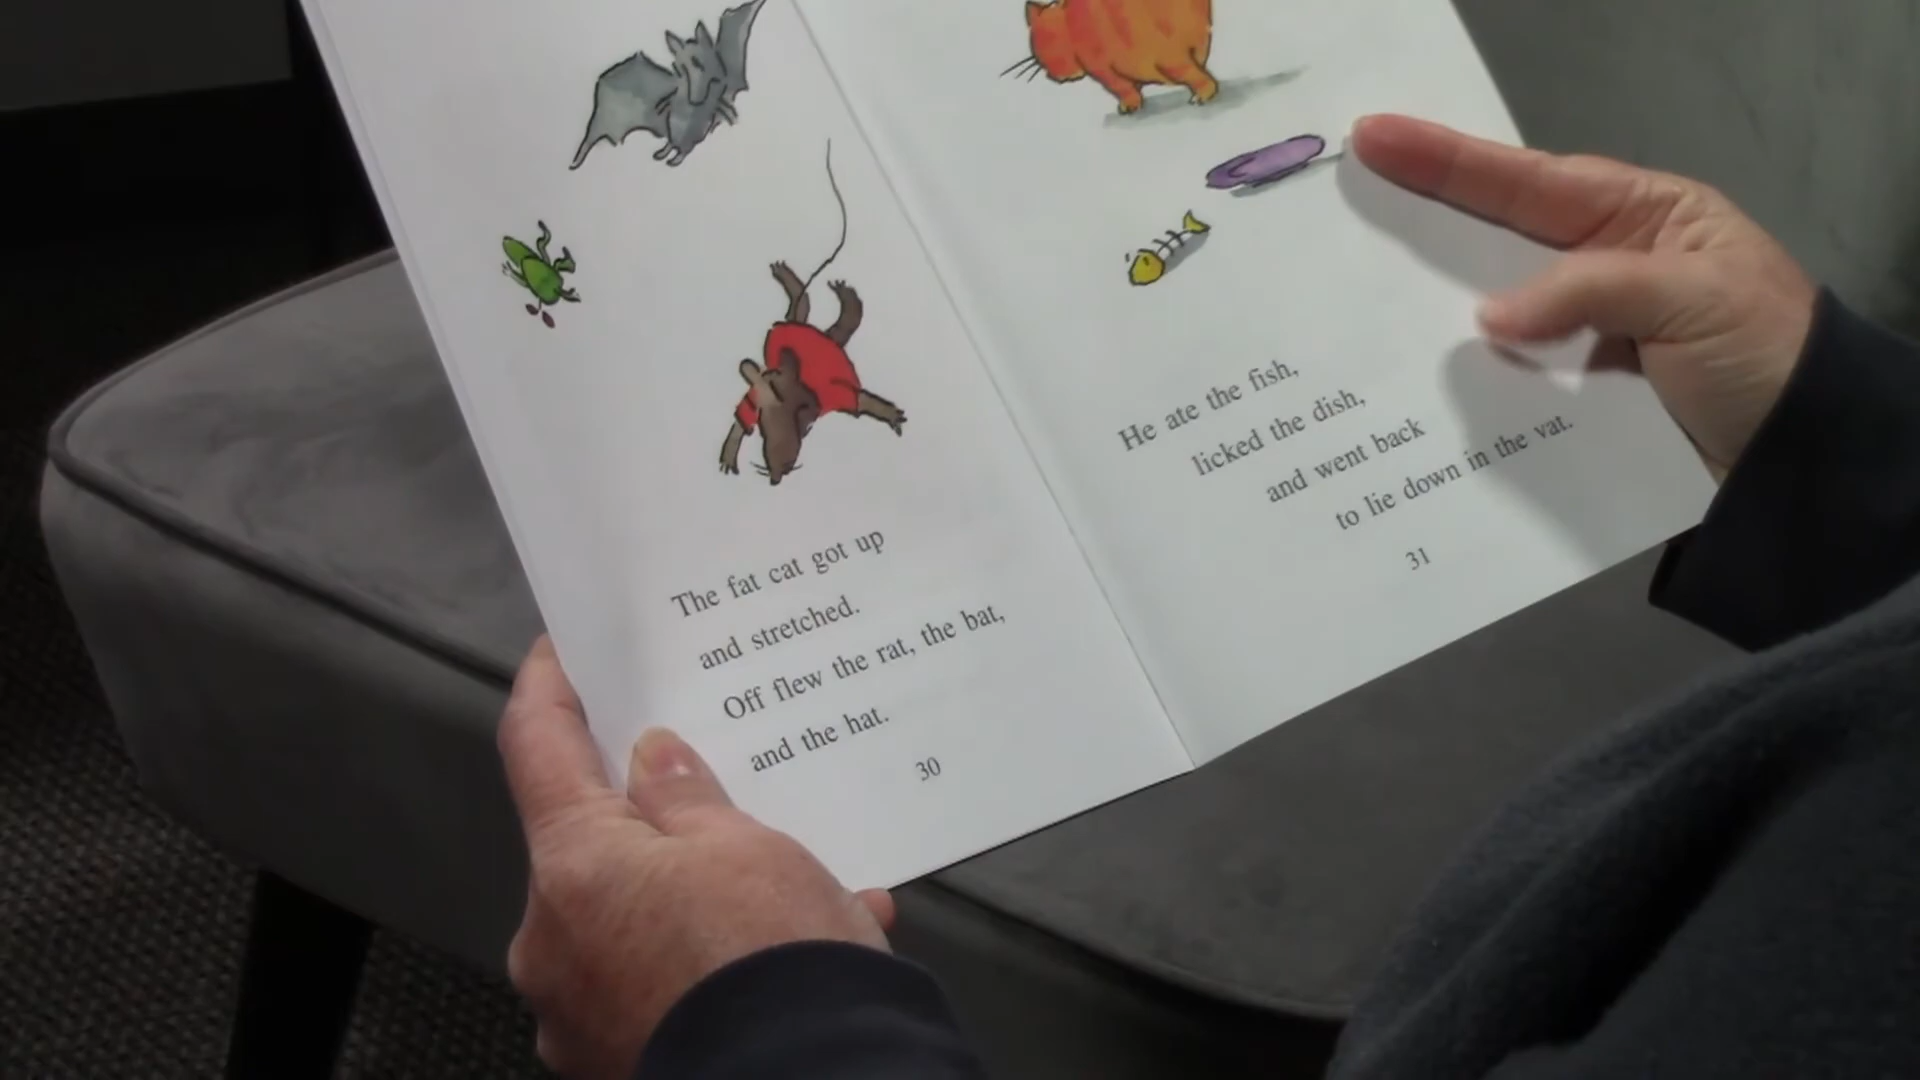 The fat cat got up
and stretched.
Off flew the rat, the bat,
and the hat.
30
He ate the fish,
licked the dish,
and went back
to lie down in the vat.
31